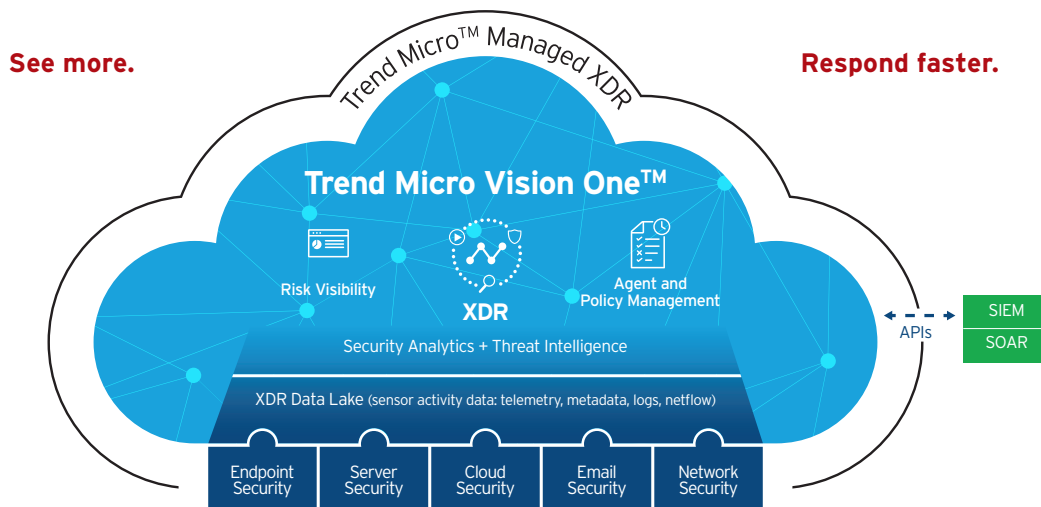 See more.
Trend Micro™ Managed XDR
Respond faster.
Trend Micro Vision One™
Risk Visibility
XDR
Agent and
Policy Management
SIEM
APIs
SOAR
Security Analytics + Threat Intelligence
XDR Data Lake (sensor activity data: telemetry, metadata, logs, netflow)
Endpoint
Security
Server
Security
Cloud
Security
Email
Security
Network
Security